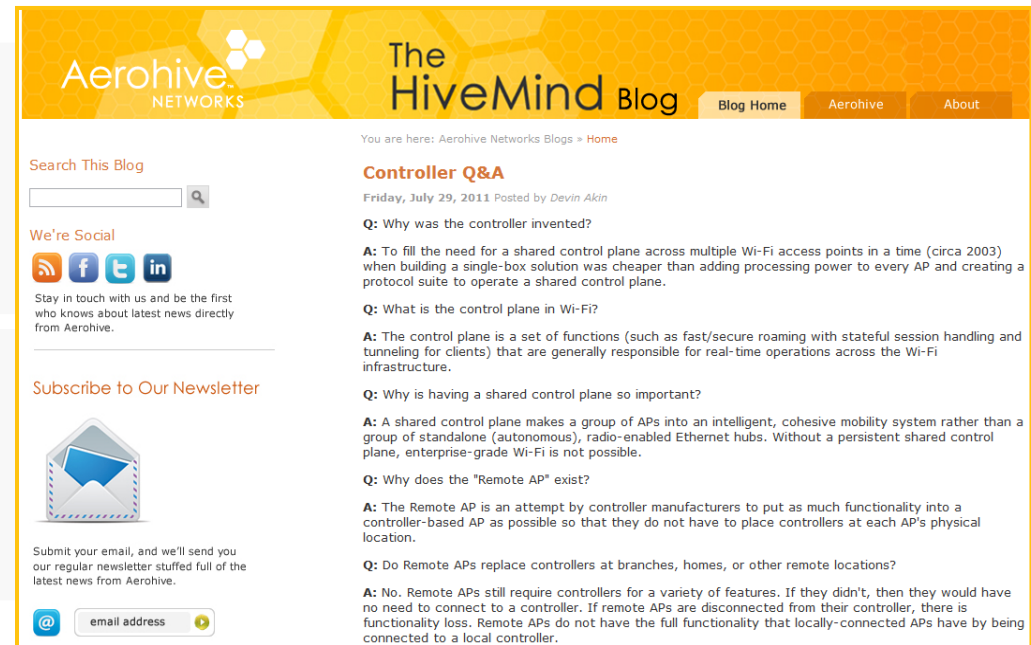 Aerohive
NETWORKS
The
HiveMind Blog
Blog Home
Aerohive
About
You are here: Aerohive Networks Blogs » Home
Search This Blog
We're Social
Stay in touch with us and be the first
who knows about latest news directly
from Aerohive.
Subscribe to Our Newsletter
Submit your email, and we'll send you
our regular newsletter stuffed full of the
latest news from Aerohive.
@
email address
Controller Q&A
Friday, July 29, 2011 Posted by Devin Akin
Q: Why was the controller invented?
A: To fill the need for a shared control plane across multiple Wi-Fi access points in a time (circa 2003)
when building a single-box solution was cheaper than adding processing power to every AP and creating a
protocol suite to operate a shared control plane.
Q: What is the control plane in Wi-Fi?
A: The control plane is a set of functions (such as fast/secure roaming with stateful session handling and
tunneling for clients) that are generally responsible for real-time operations across the Wi-Fi
infrastructure.
Q: Why is having a shared control plane so important?
A: A shared control plane makes a group of APs into an intelligent, cohesive mobility system rather than a
group of standalone (autonomous), radio-enabled Ethernet hubs. Without a persistent shared control
plane, enterprise-grade Wi-Fi is not possible.
Q: Why does the "Remote AP" exist?
A: The Remote AP is an attempt by controller manufacturers to put as much functionality into a
controller-based AP as possible so that they do not have to place controllers at each AP's physical
location.
Q: Do Remote APs replace controllers at branches, homes, or other remote locations?
A: No. Remote APs still require controllers for a variety of features. If they didn't, then they would have
no need to connect to a controller. If remote APs are disconnected from their controller, there is
functionality loss. Remote APs do not have the full functionality that locally-connected APs have by being
connected to a local controller.